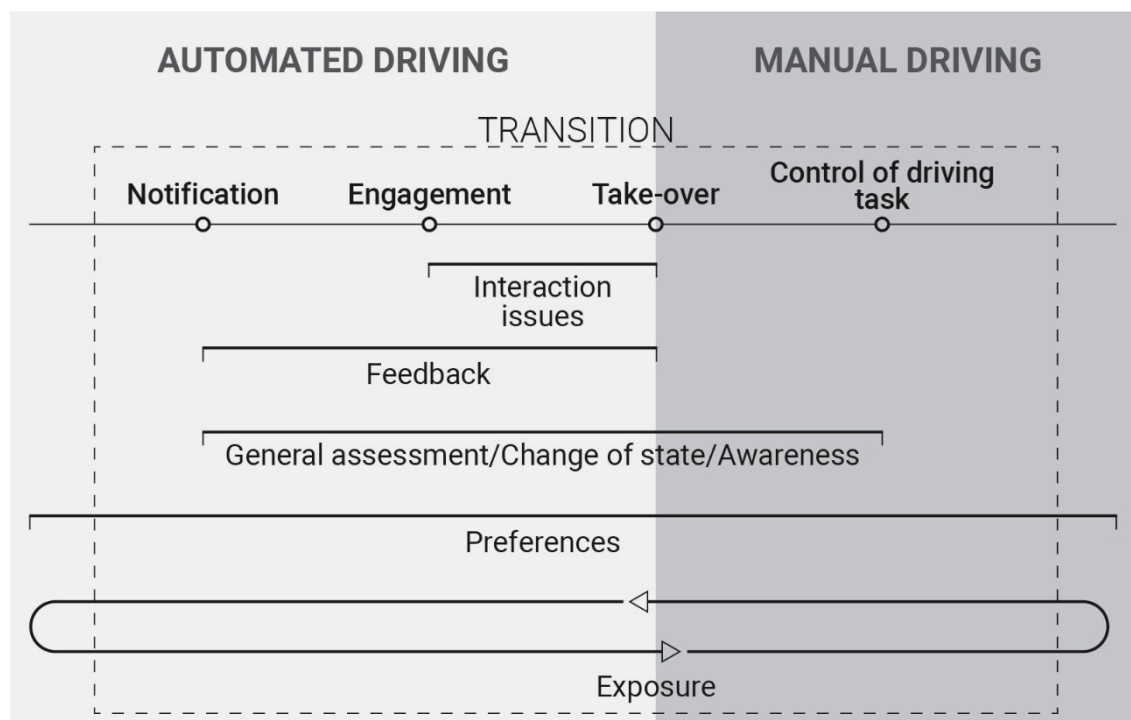 AUTOMATED DRIVING
MANUAL DRIVING
TRANSITION
Notification
Engagement
Take-over
Control of driving
task
Interaction
issues
Feedback
General assessment/Change of state/Awareness
Preferences
Exposure